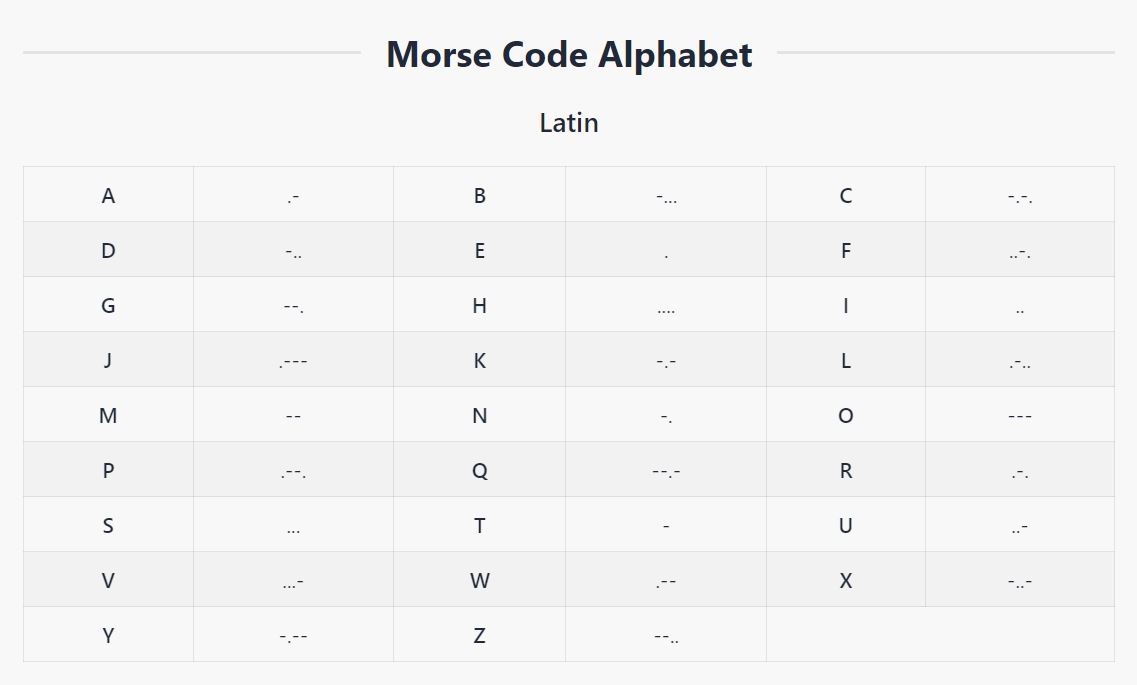 Morse Code Alphabet
Latin
A .- B -... C -.-.
D -.. E . F ..-.
G --. H .... I ..
J .--- K -.- L .-..
M -- N -. O ---
P .--. Q --.- R .-.
S ... T - U ..-
V ...- W .-- X -..-
Y -.-- Z --..